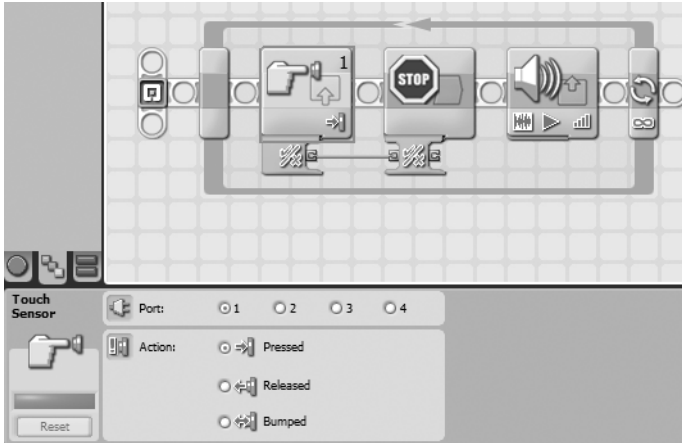 1
STOP
Touch
Sensor
Port: 1 2 3 4
Action: Pressed
Released
Bumped
Reset